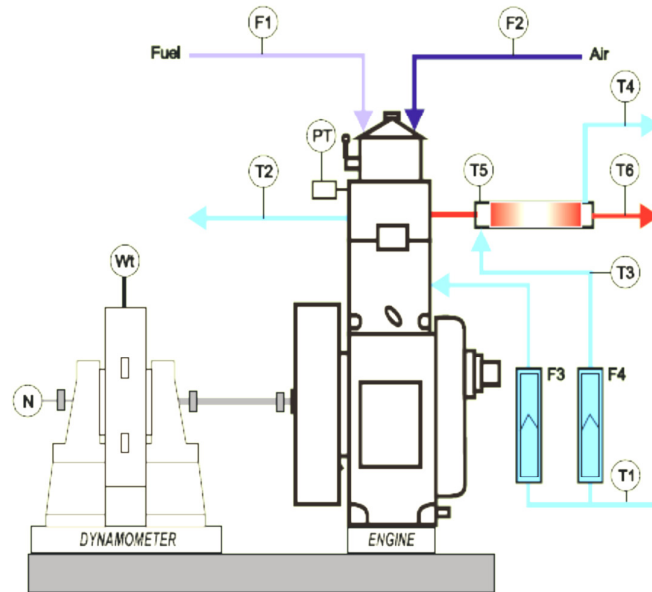 F1
F2
Fuel
Air
T4
PT
T2
T5
T6
Wt
T3
F3
F4
N
T1
DYNAMOMETER
ENGINE